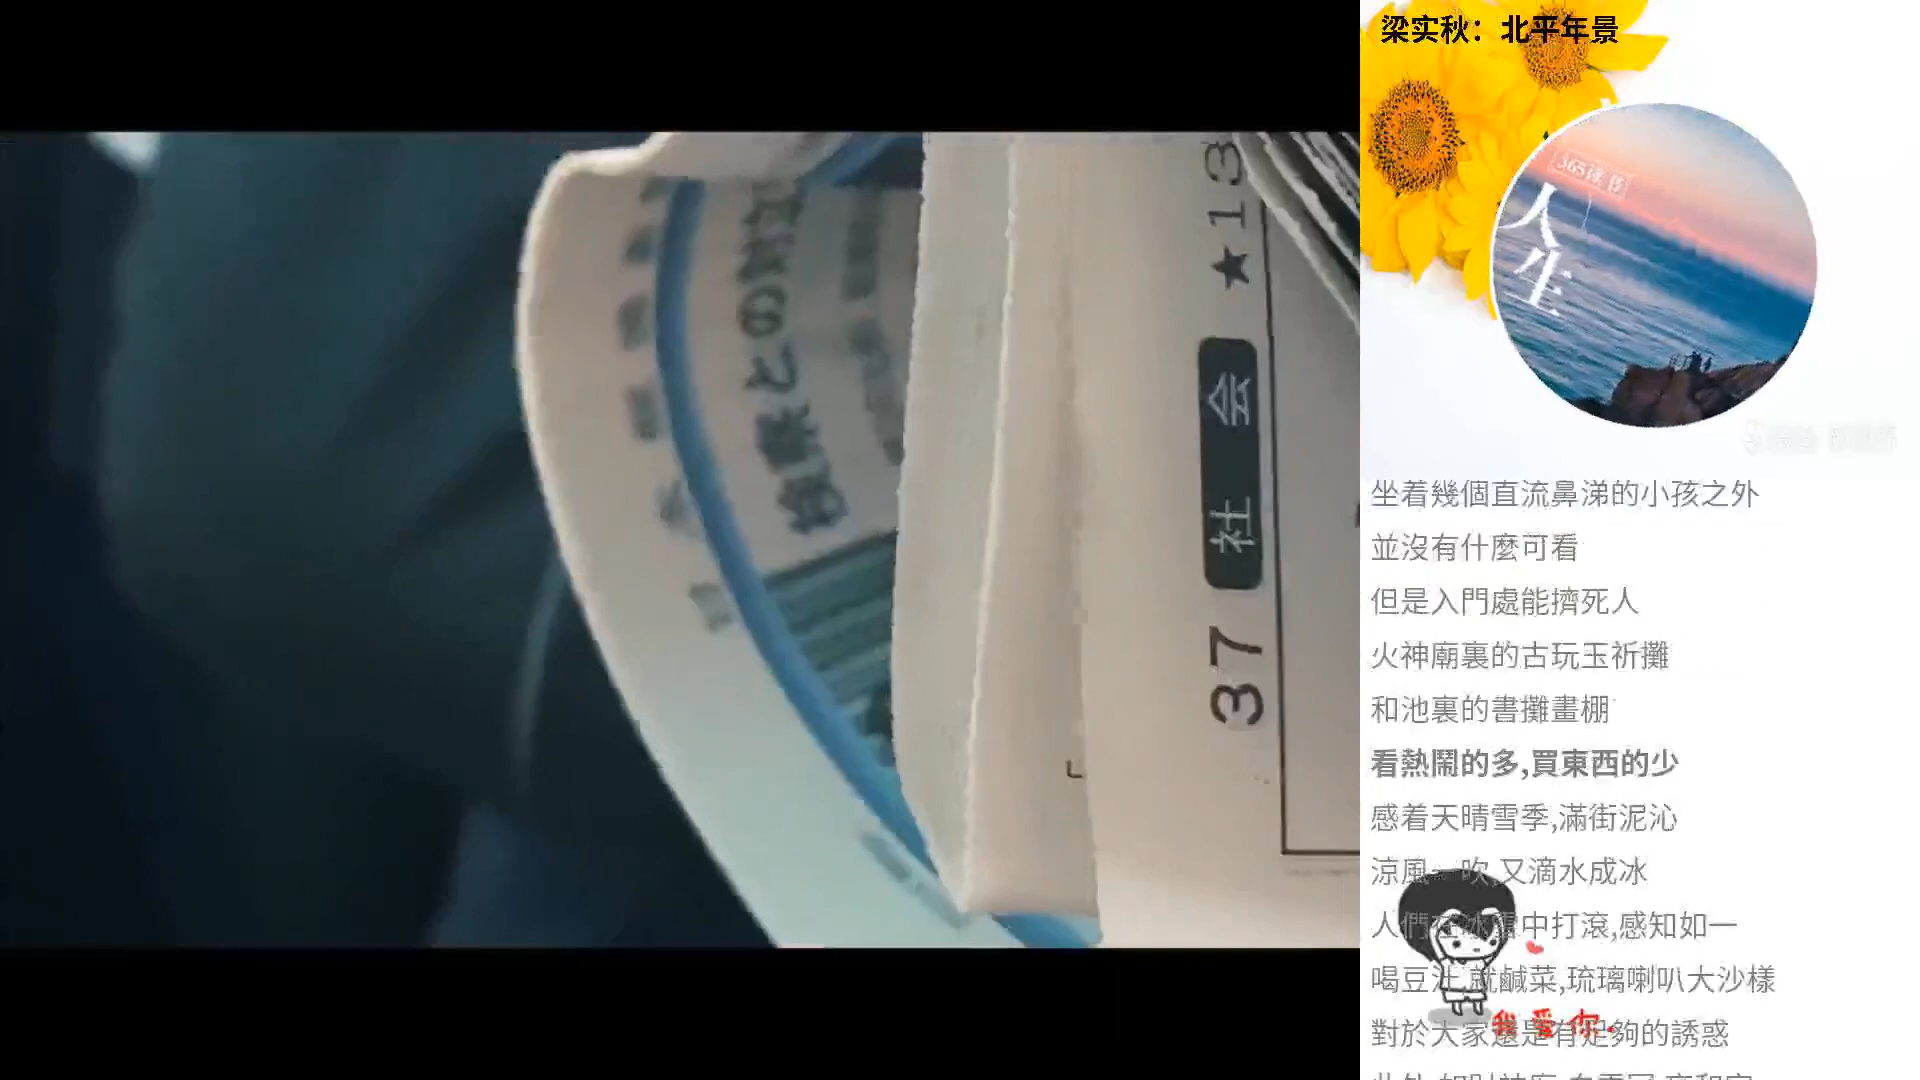 梁实秋：北平年景
365读书
人生
★13
社会
37
坐着幾個直流鼻涕的小孩之外
並沒有什麼可看
但是入門處能擠死人
火神廟裏的古玩玉祈攤
和池裏的書攤畫棚
看熱鬧的多,買東西的少
感着天晴雪季,滿街泥沁
涼風一吹,又滴水成冰
人們在冰雪中打滾,感知如一
喝豆汁,就鹹菜,琉璃喇叭大沙樣
對於大家還是有足夠的誘惑
我爱你